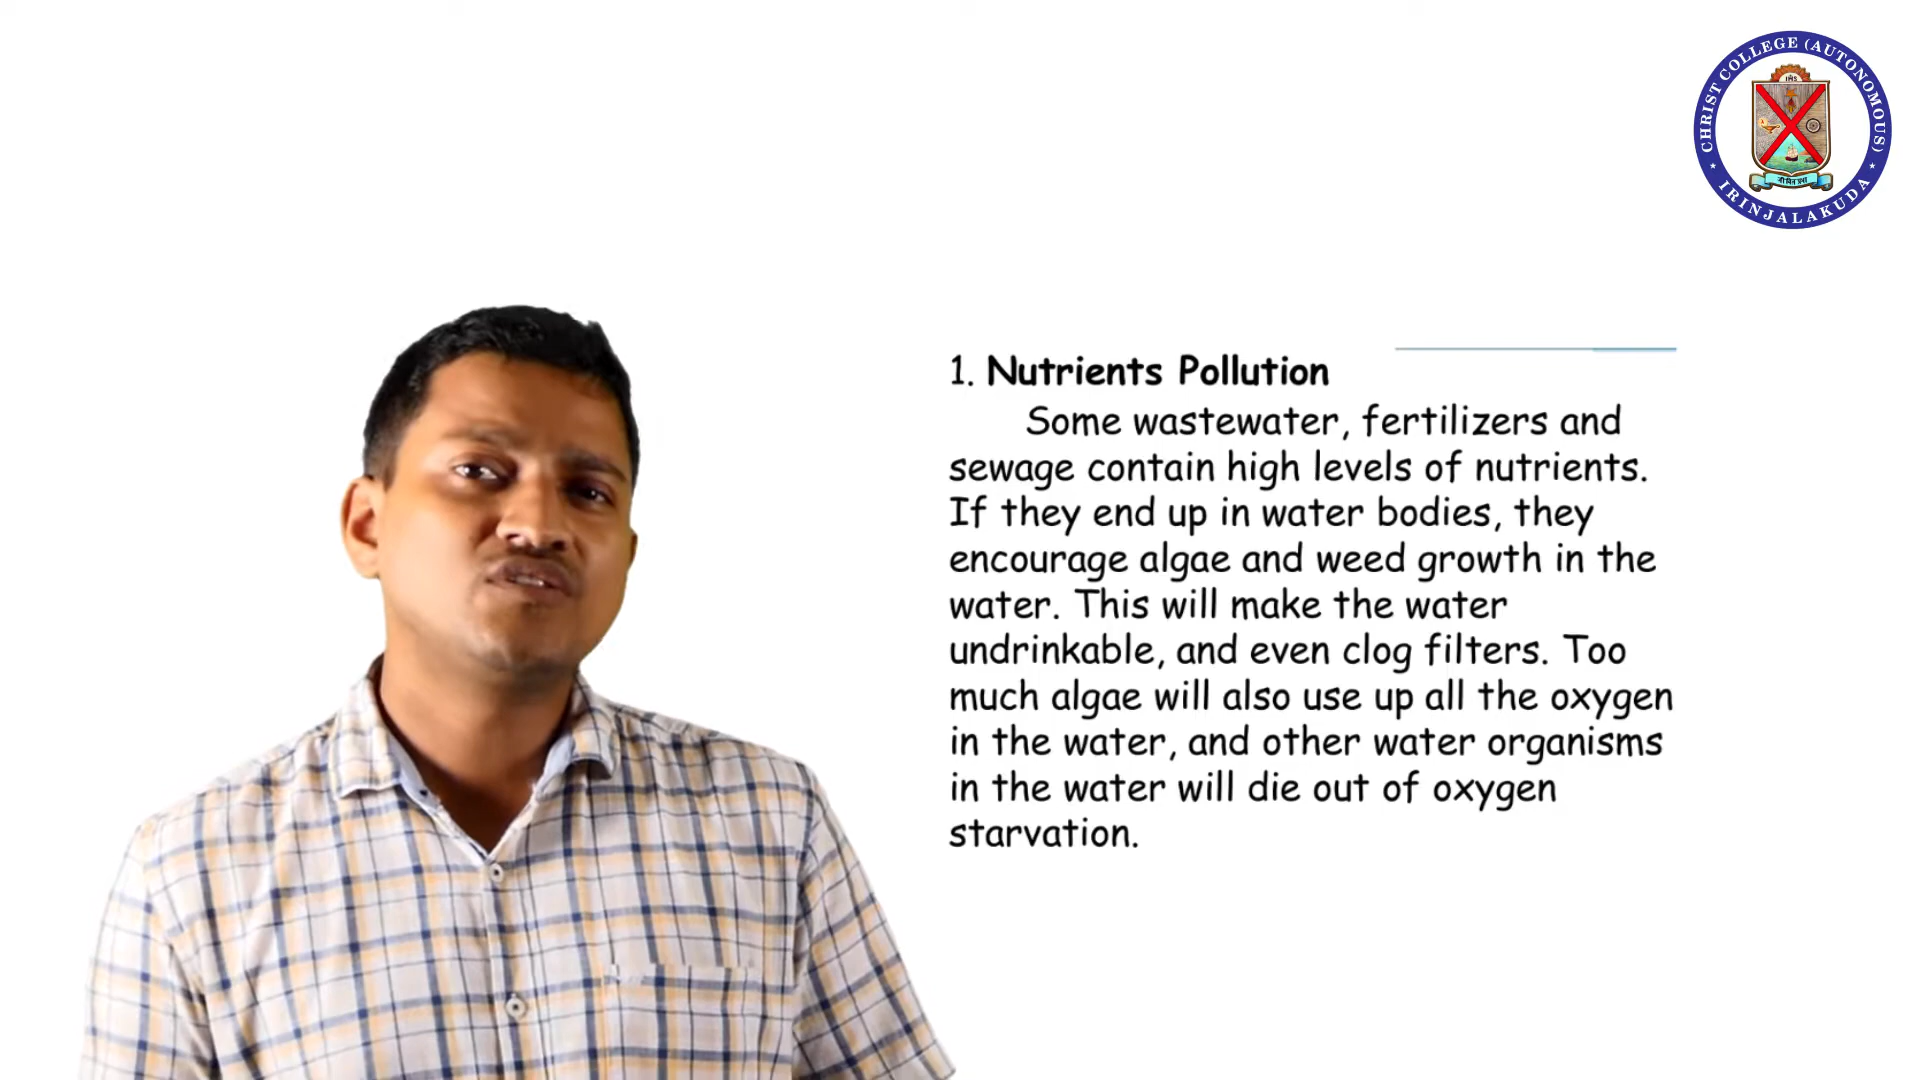 CHRIST COLLEGE (AUTONOMOUS)
IRINJALAKUDA
IHS
1. Nutrients Pollution
Some wastewater, fertilizers and
sewage contain high levels of nutrients.
If they end up in water bodies, they
encourage algae and weed growth in the
water. This will make the water
undrinkable, and even clog filters. Too
much algae will also use up all the oxygen
in the water, and other water organisms
in the water will die out of oxygen
starvation.